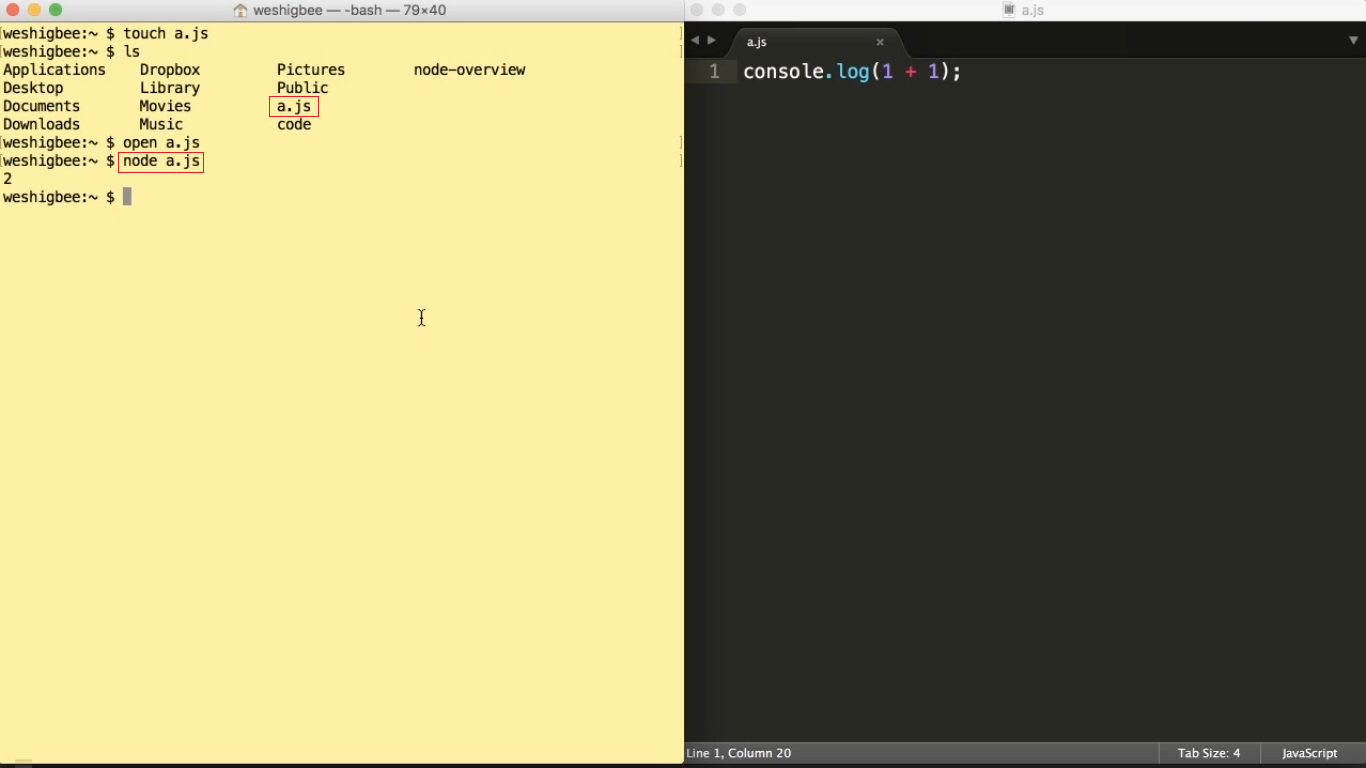 weshigbee — -bash — 79×40
[weshigbee:~ $ touch a.js ]
[weshigbee:~ $ ls ]
Applications Dropbox Pictures node-overview
Desktop Library Public
Documents Movies a.js
Downloads Music code
[weshigbee:~ $ open a.js ]
[weshigbee:~ $ node a.js ]
2
weshigbee:~ $
a.js
a.js ×
1 console.log(1 + 1);
Line 1, Column 20 Tab Size: 4 JavaScript